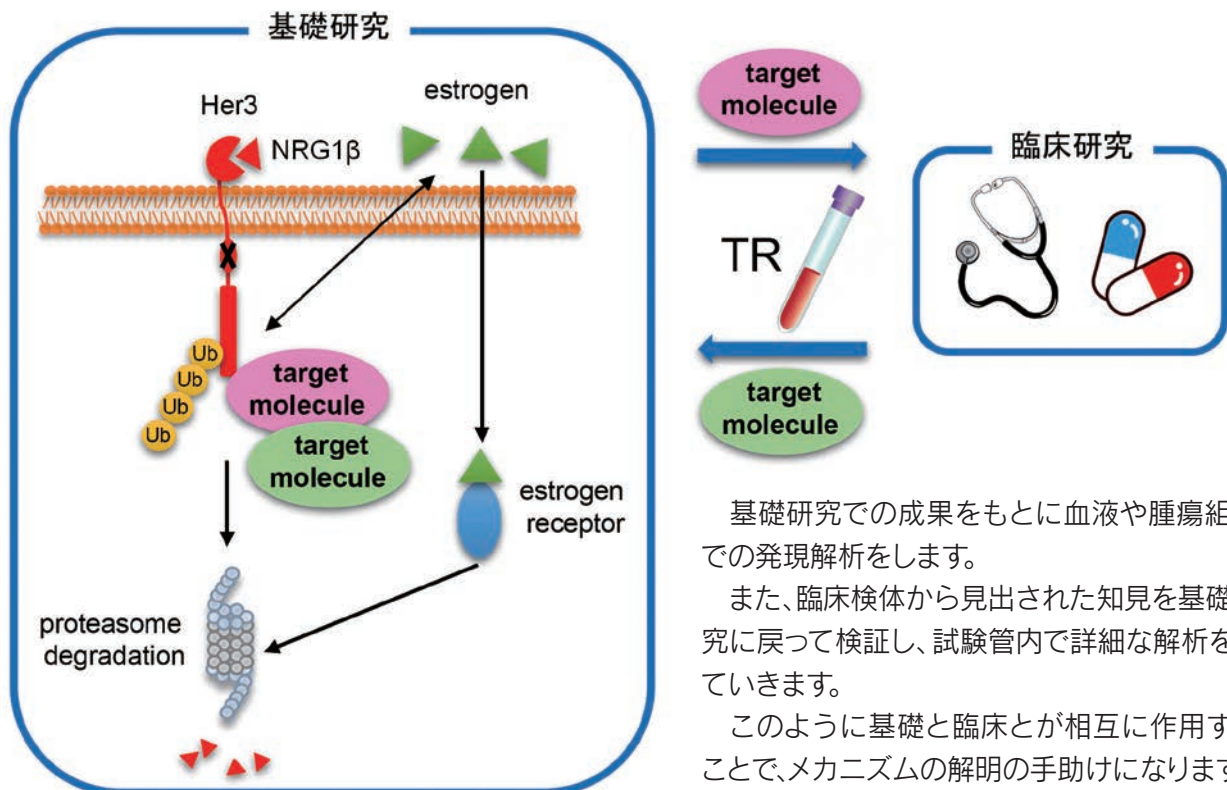 基礎研究
Her3
NRG1β
estrogen
Ub
Ub
Ub
Ub
target
molecule
target
molecule
estrogen
receptor
proteasome
degradation
target
molecule
TR
target
molecule
臨床研究
基礎研究での成果をもとに血液や腫瘍組
での発現解析をします。
また、臨床検体から見出された知見を基礎
究に戻って検証し、試験管内で詳細な解析を
ていきます。
このように基礎と臨床とが相互に作用す
ことで、メカニズムの解明の手助けになります